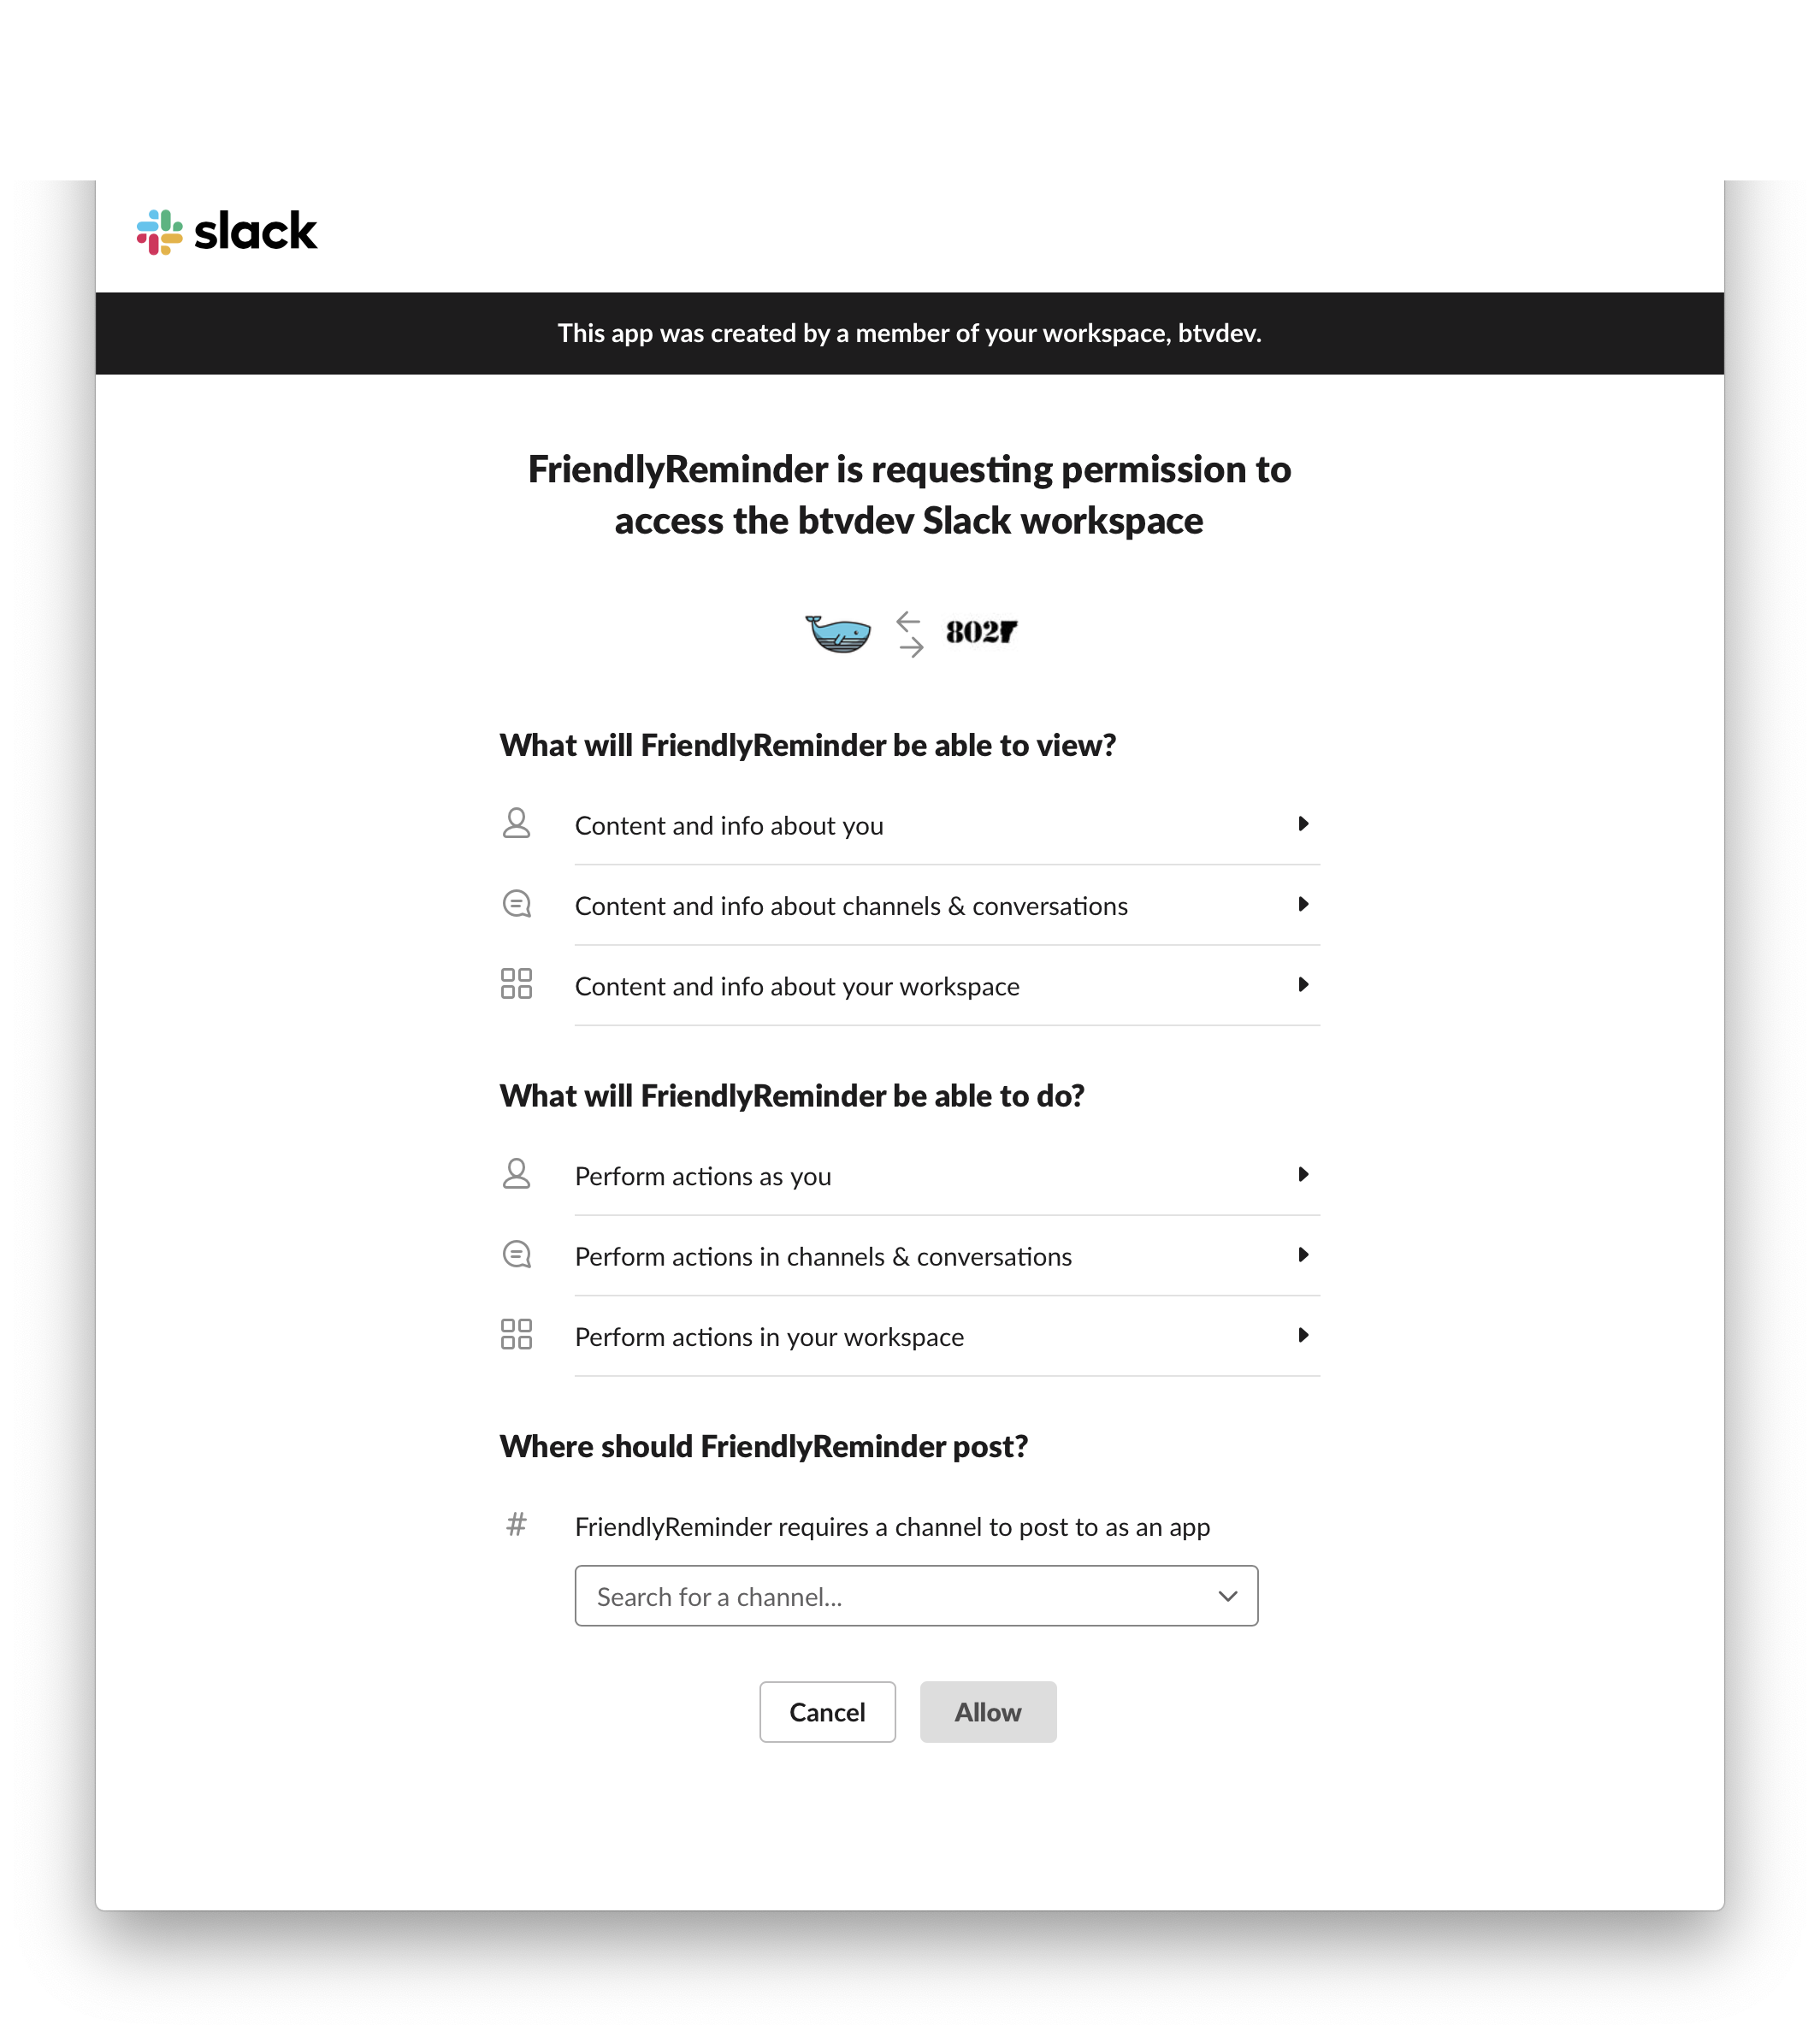 slack
This app was created by a member of your workspace, btvdev.
FriendlyReminder is requesting permission to
access the btvdev Slack workspace
802
What will FriendlyReminder be able to view?
Content and info about you
Content and info about channels & conversations
Content and info about your workspace
What will FriendlyReminder be able to do?
Perform actions as you
Perform actions in channels & conversations
Perform actions in your workspace
Where should FriendlyReminder post?
# FriendlyReminder requires a channel to post to as an app
Search for a channel...
Cancel Allow